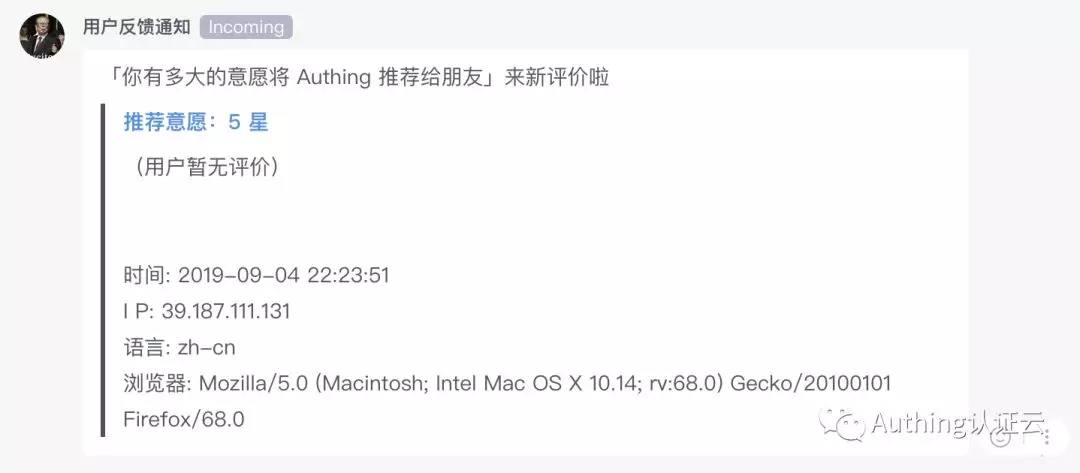 用户反馈通知 Incoming
「你有多大的意愿将 Authing 推荐给朋友」来新评价啦
推荐意愿：5 星
（用户暂无评价）
时间: 2019-09-04 22:23:51
I P: 39.187.111.131
语言: zh-cn
浏览器: Mozilla/5.0 (Macintosh; Intel Mac OS X 10.14; rv:68.0) Gecko/20100101
Firefox/68.0
Authing认证云